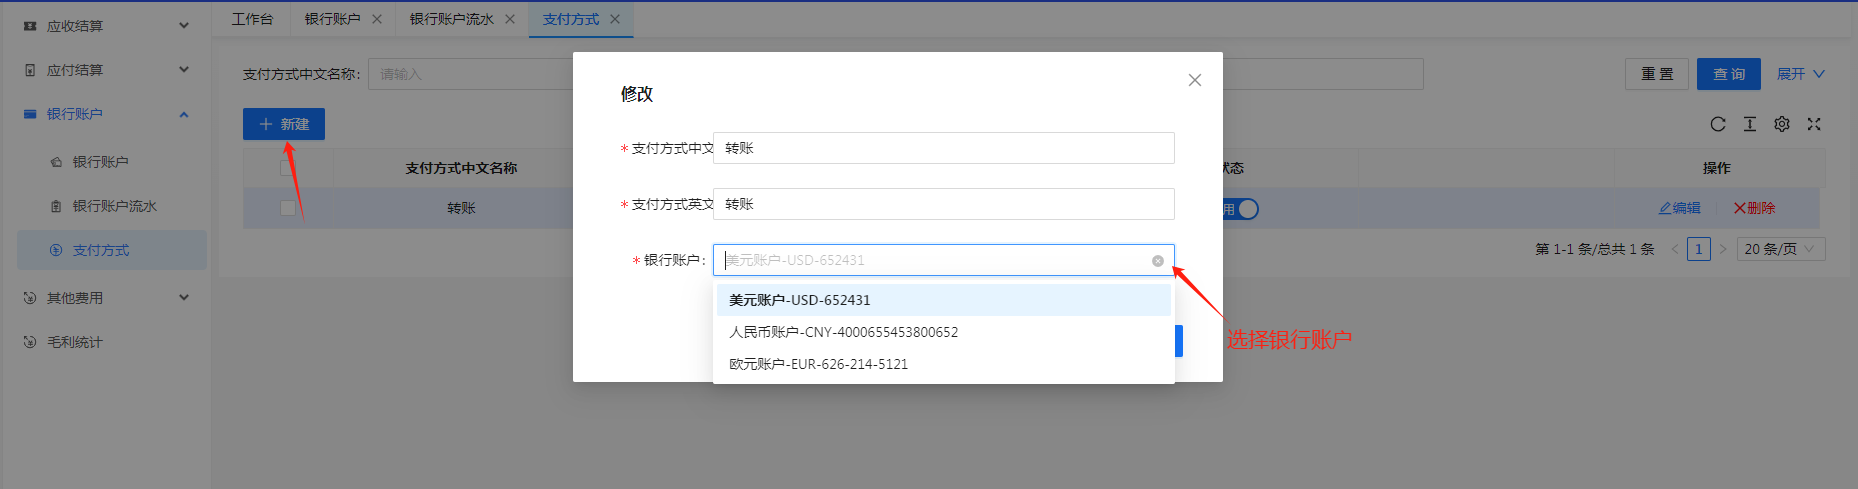 应收结算
应付结算
银行账户
银行账户
银行账户流水
支付方式
其他费用
毛利统计
工作台 银行账户 银行账户流水 支付方式
支付方式中文名称: 请输入 重 置 查 询 展开
新建
支付方式中文名称 状态 操作
转账 用 编辑 删除
第 1-1 条/总共 1 条 1 20 条/页
修改
* 支付方式中文 转账
* 支付方式英文 转账
* 银行账户: 美元账户-USD-652431
美元账户-USD-652431
人民币账户-CNY-4000655453800652
欧元账户-EUR-626-214-5121
选择银行账户